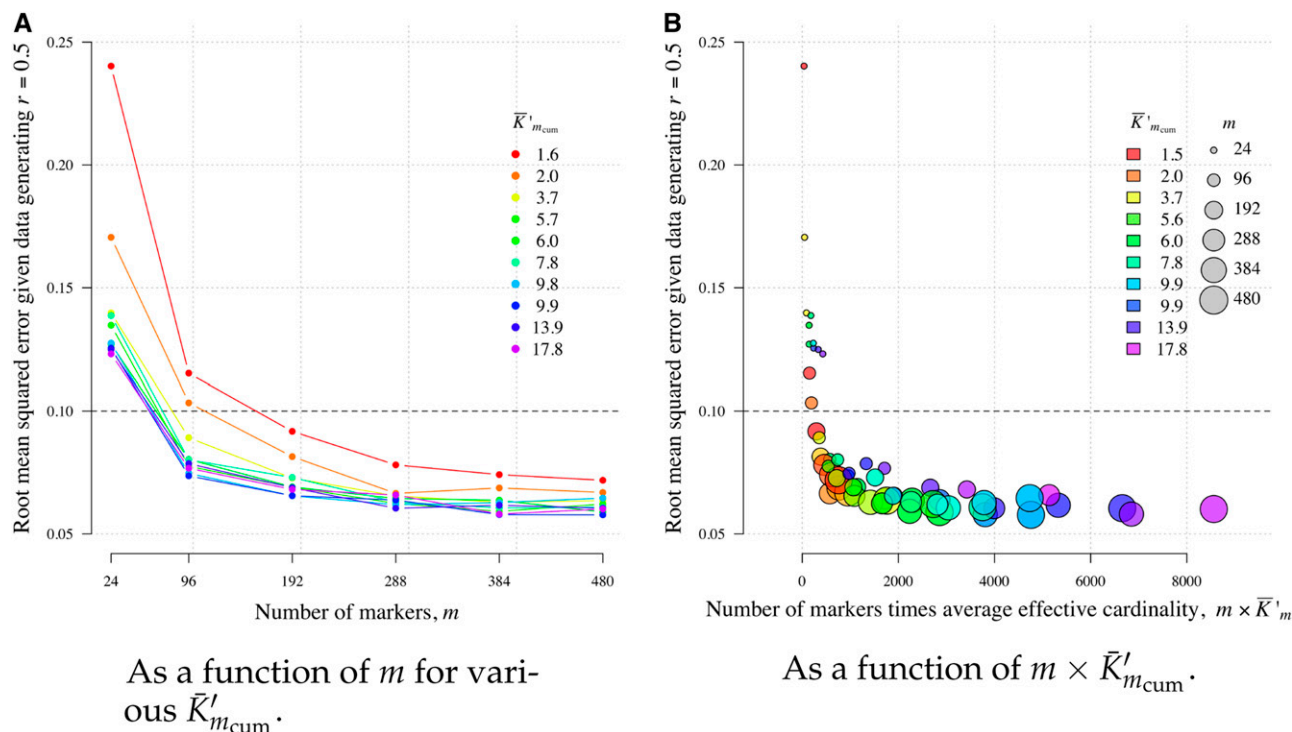 A
Root mean squared error given data generating r = 0.5
0.25
0.20
0.15
0.10
0.05
24 96 192 288 384 480
Number of markers, m
K̅'mcum
1.6
2.0
3.7
5.7
6.0
7.8
9.8
9.9
13.9
17.8
As a function of m for vari-
ous K̄′mcum.
B
Root mean squared error given data generating r = 0.5
0.25
0.20
0.15
0.10
0.05
0 2000 4000 6000 8000
Number of markers times average effective cardinality, m × K̅'m
K̅'mcum
1.5
2.0
3.7
5.6
6.0
7.8
9.9
9.9
13.9
17.8
m
24
96
192
288
384
480
As a function of m × K̄′mcum.